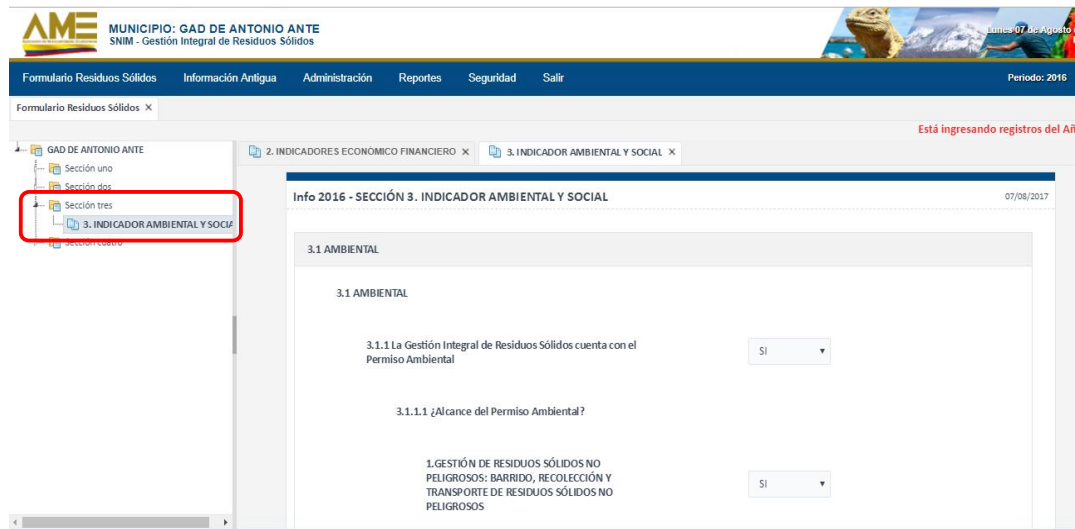 AME
MUNICIPIO: GAD DE ANTONIO ANTE
SNIM - Gestión Integral de Residuos Sólidos
Lunes 07 de Agosto
Formulario Residuos Sólidos Información Antigua Administración Reportes Seguridad Salir Periodo: 2016
Formulario Residuos Sólidos ×
Está ingresando registros del Añ
GAD DE ANTONIO ANTE
Sección uno
Sección dos
Sección tres
3. INDICADOR AMBIENTAL Y SOCIA
Sección cuatro
2. INDICADORES ECONÓMICO FINANCIERO × 3. INDICADOR AMBIENTAL Y SOCIAL ×
Info 2016 - SECCIÓN 3. INDICADOR AMBIENTAL Y SOCIAL 07/08/2017
3.1 AMBIENTAL
3.1 AMBIENTAL
3.1.1 La Gestión Integral de Residuos Sólidos cuenta con el
Permiso Ambiental
SI
3.1.1.1 ¿Alcance del Permiso Ambiental?
1.GESTIÓN DE RESIDUOS SÓLIDOS NO
PELIGROSOS: BARRIDO, RECOLECCIÓN Y
TRANSPORTE DE RESIDUOS SÓLIDOS NO
PELIGROSOS
SI